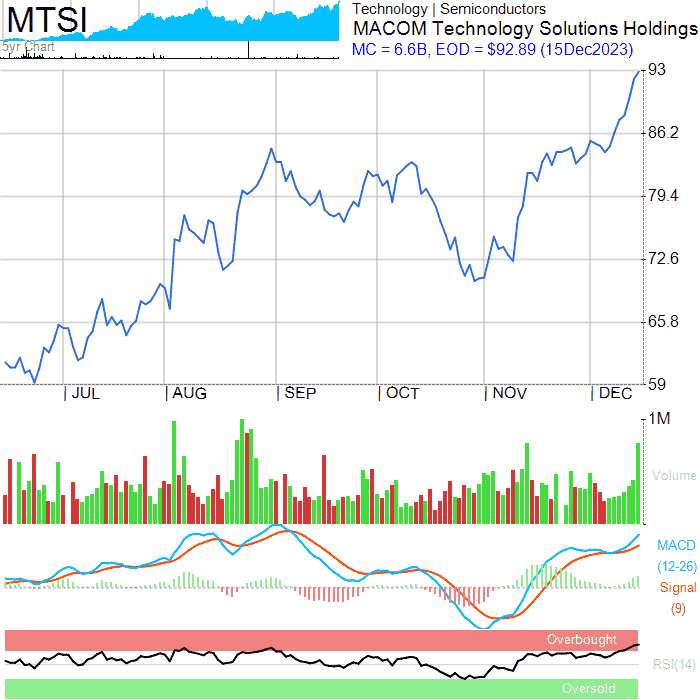 MTSI
5yr Chart
Technology | Semiconductors
MACOM Technology Solutions Holdings
MC = 6.6B, EOD = $92.89 (15Dec2023)
93
86.2
79.4
72.6
65.8
59
| JUL | AUG | SEP | OCT | NOV | DEC
1M
Volume
MACD
(12-26)
Signal
(9)
Overbought
RSI(14)
Oversold